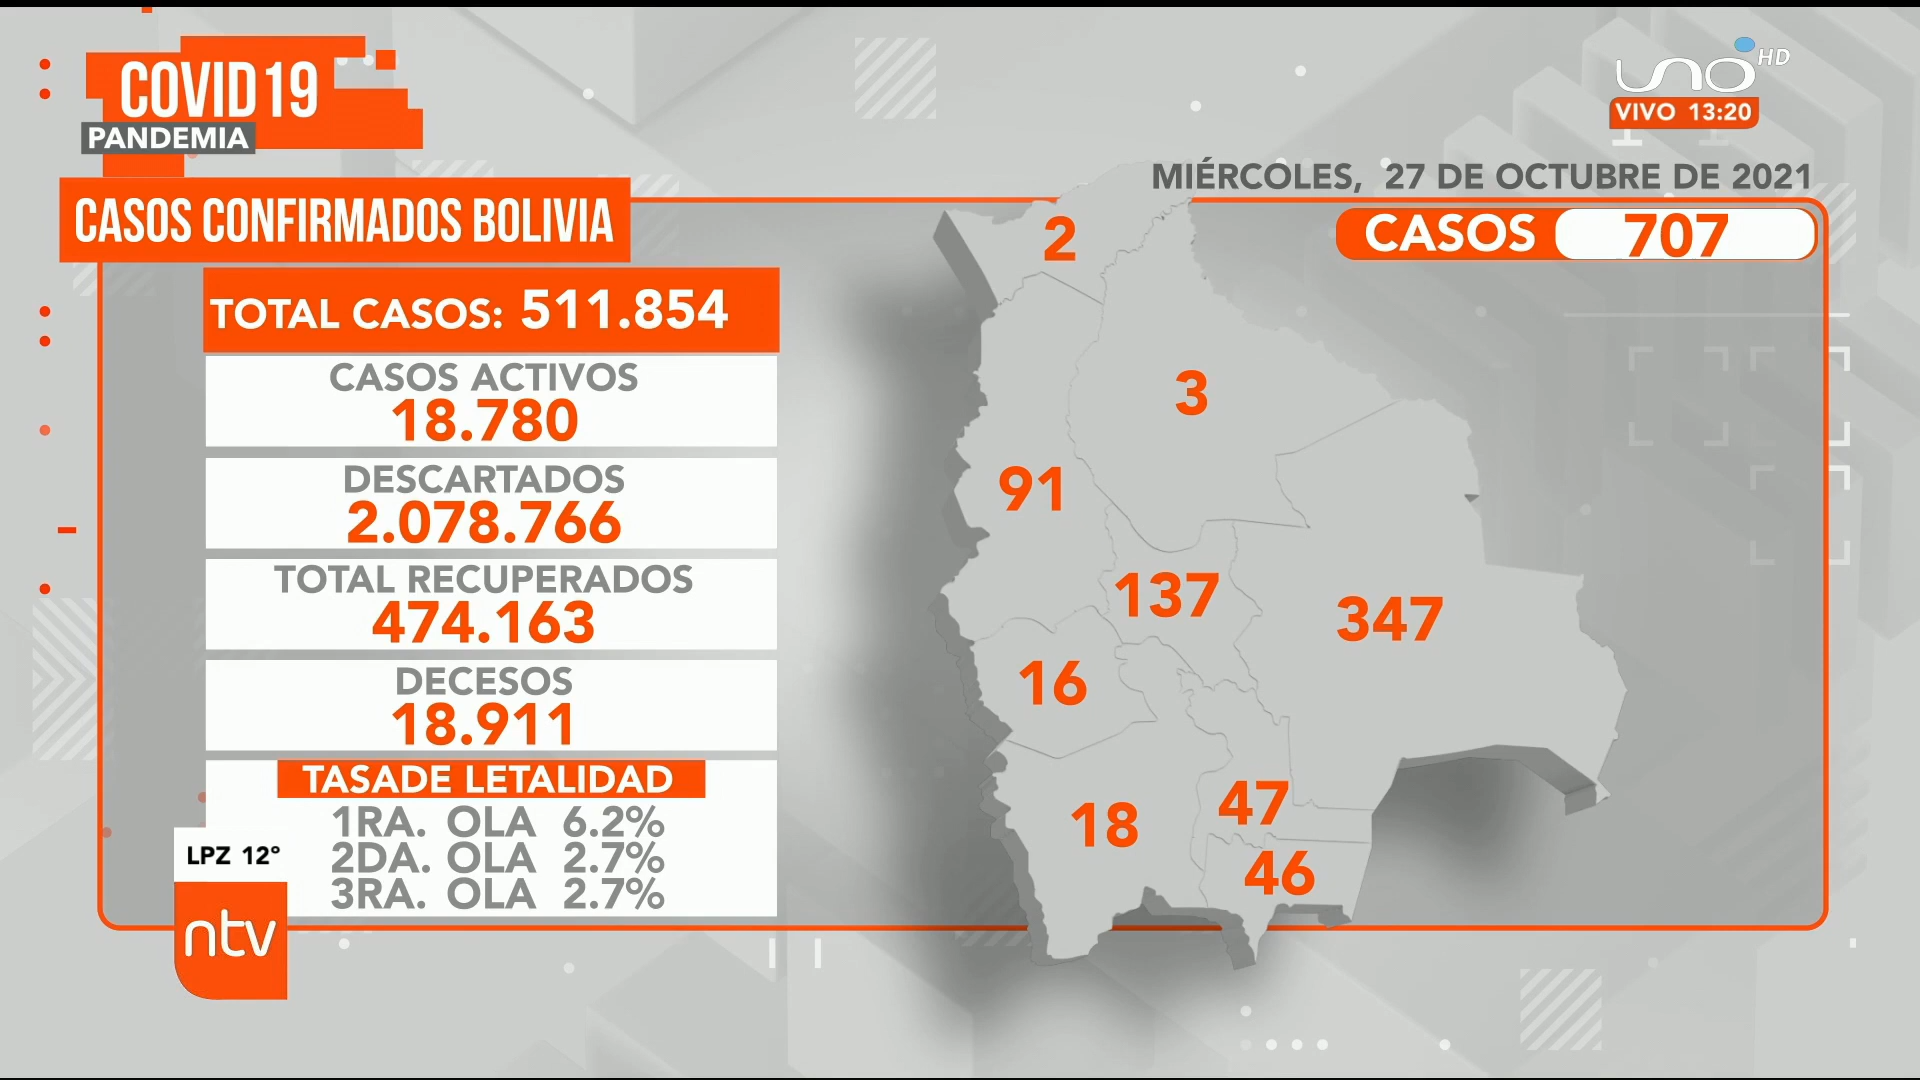 COVID19
PANDEMIA
UNO HD
VIVO 13:20
MIÉRCOLES, 27 DE OCTUBRE DE 2021
CASOS CONFIRMADOS BOLIVIA
CASOS 707
TOTAL CASOS: 511.854
CASOS ACTIVOS
18.780
DESCARTADOS
2.078.766
TOTAL RECUPERADOS
474.163
DECESOS
18.911
TASADE LETALIDAD
1RA. OLA 6.2%
2DA. OLA 2.7%
3RA. OLA 2.7%
2
3
91
137
347
16
47
18
46
LPZ 12°
ntv